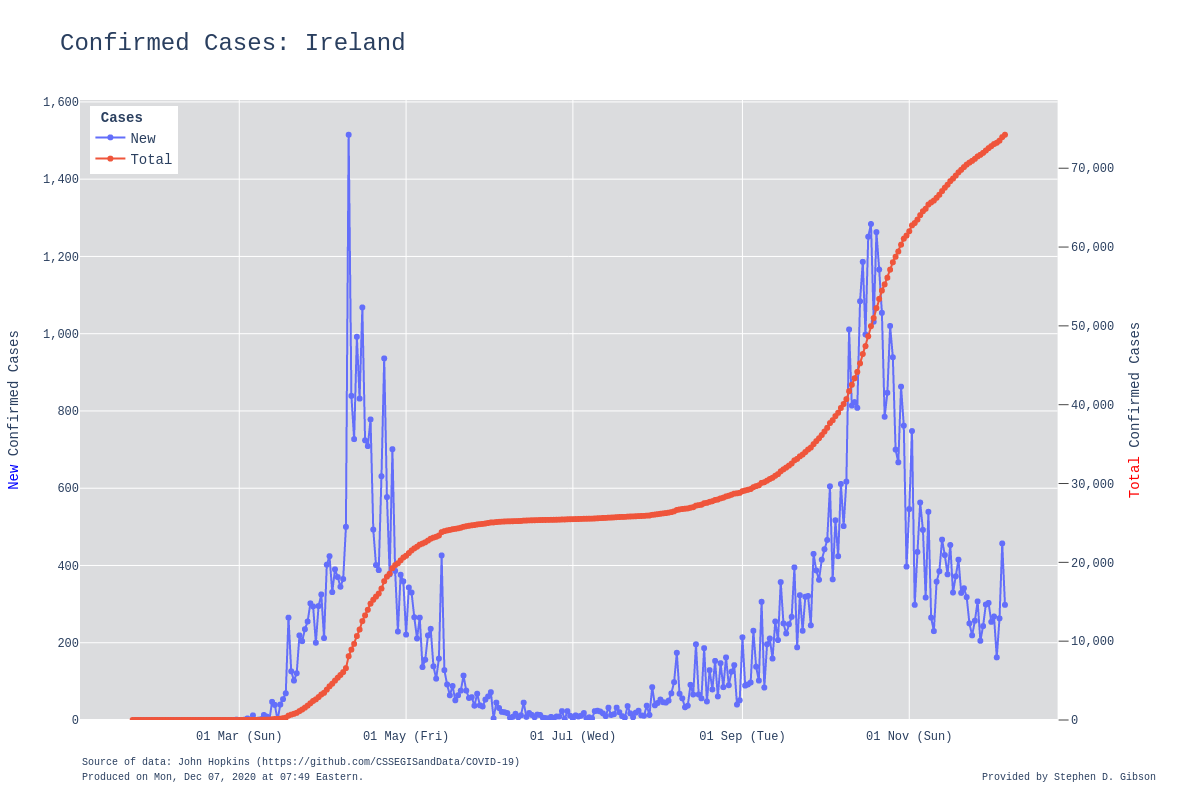 Confirmed Cases: Ireland
Cases
New
Total
1,600
1,400
1,200
1,000
800
600
400
200
0
New Confirmed Cases
70,000
60,000
50,000
40,000
30,000
20,000
10,000
0
Total Confirmed Cases
01 Mar (Sun)
01 May (Fri)
01 Jul (Wed)
01 Sep (Tue)
01 Nov (Sun)
Source of data: John Hopkins (https://github.com/CSSEGISandData/COVID-19)
Produced on Mon, Dec 07, 2020 at 07:49 Eastern.
Provided by Stephen D. Gibson